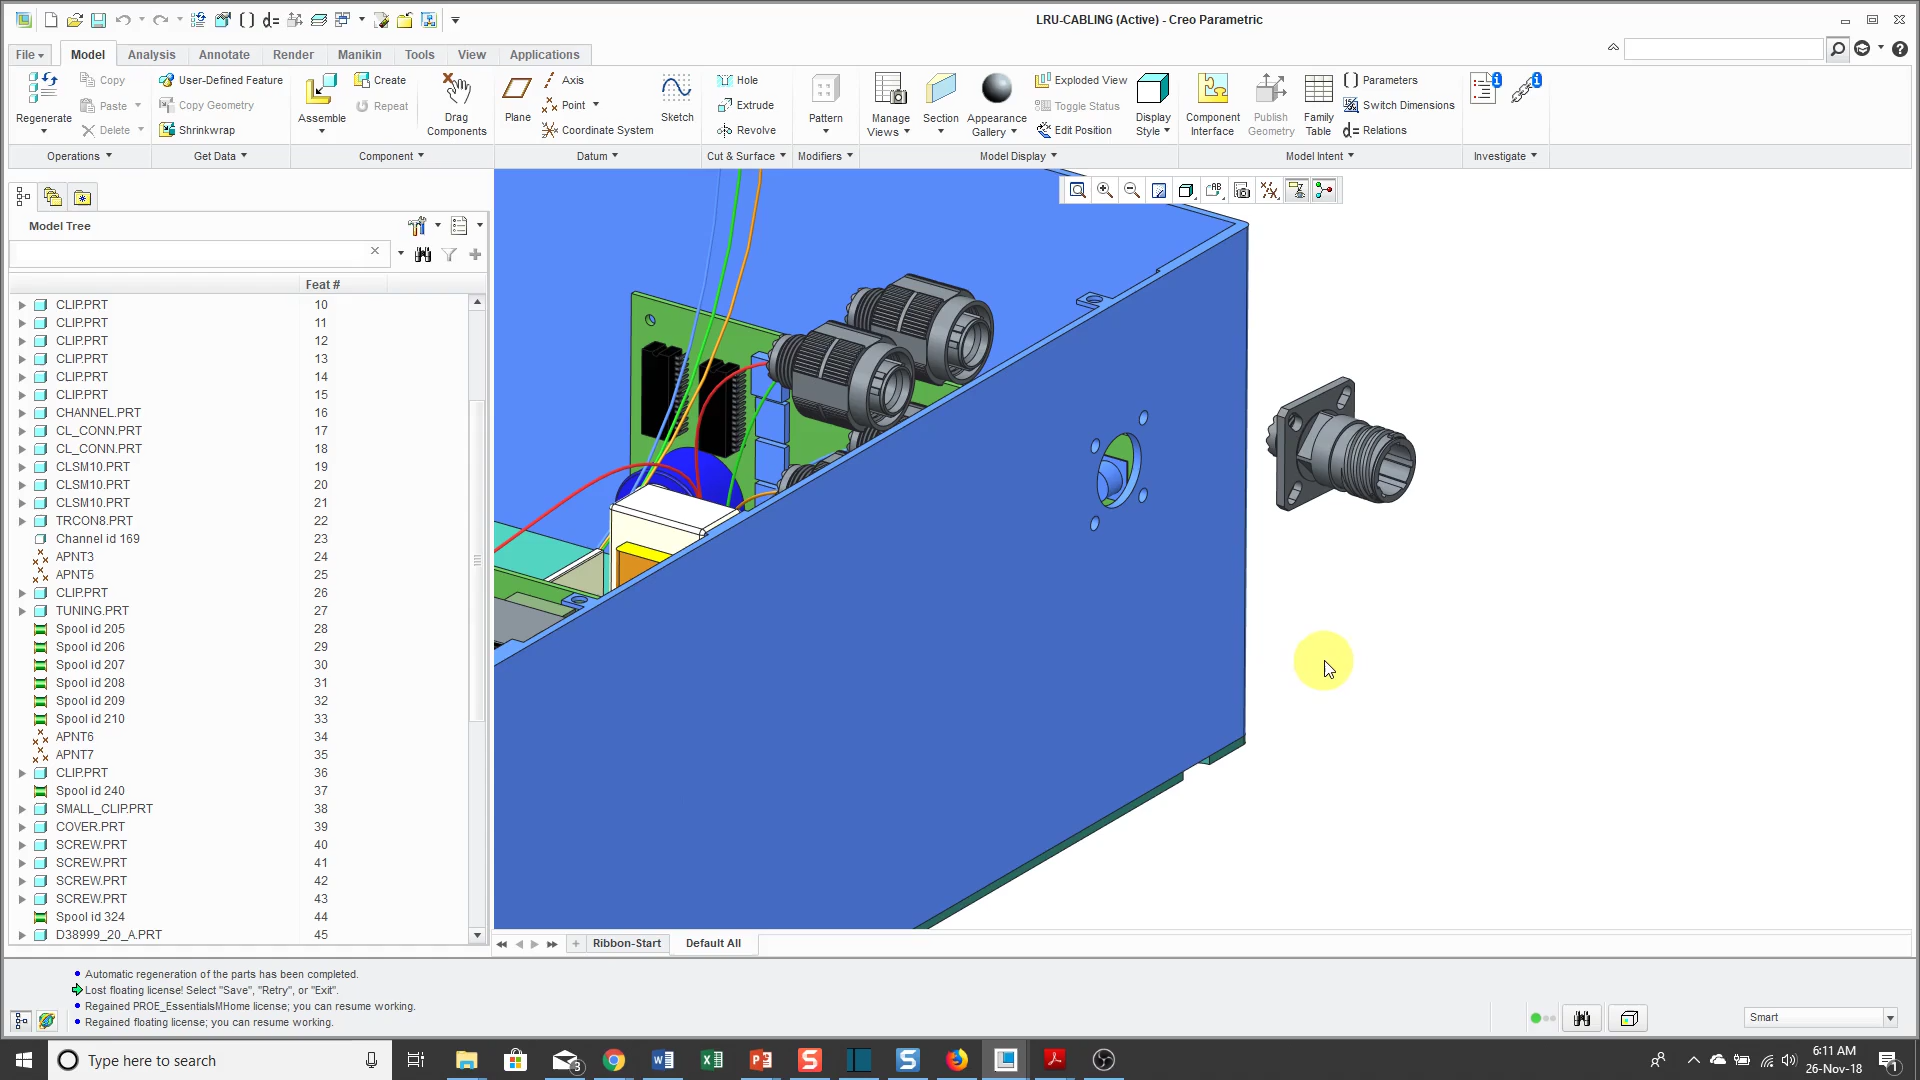 LRU-CABLING (Active) - Creo Parametric
File Model Analysis Annotate Render Manikin Tools View Applications
Regenerate
Copy
Paste
Delete
Operations
User-Defined Feature
Copy Geometry
Shrinkwrap
Get Data
Assemble
Create
Repeat
Drag Components
Component
Plane
Axis
Point
Coordinate System
Sketch
Datum
Hole
Extrude
Revolve
Cut & Surface
Pattern
Modifiers
Manage Views
Section
Appearance Gallery
Exploded View
Toggle Status
Edit Position
Display Style
Model Display
Component Interface
Publish Geometry
Family Table
Parameters
Switch Dimensions
d= Relations
Model Intent
Investigate
Model Tree
Feat #
CLIP.PRT 10
CLIP.PRT 11
CLIP.PRT 12
CLIP.PRT 13
CLIP.PRT 14
CLIP.PRT 15
CHANNEL.PRT 16
CL_CONN.PRT 17
CL_CONN.PRT 18
CLSM10.PRT 19
CLSM10.PRT 20
CLSM10.PRT 21
TRCON8.PRT 22
Channel id 169 23
APNT3 24
APNT5 25
CLIP.PRT 26
TUNING.PRT 27
Spool id 205 28
Spool id 206 29
Spool id 207 30
Spool id 208 31
Spool id 209 32
Spool id 210 33
APNT6 34
APNT7 35
CLIP.PRT 36
Spool id 240 37
SMALL_CLIP.PRT 38
COVER.PRT 39
SCREW.PRT 40
SCREW.PRT 41
SCREW.PRT 42
SCREW.PRT 43
Spool id 324 44
D38999_20_A.PRT 45
Ribbon-Start Default All
Automatic regeneration of the parts has been completed.
Lost floating license! Select "Save", "Retry", or "Exit".
Regained PROE_EssentialsMHome license; you can resume working.
Regained floating license; you can resume working.
Smart
Type here to search
3
6:11 AM
26-Nov-18
1